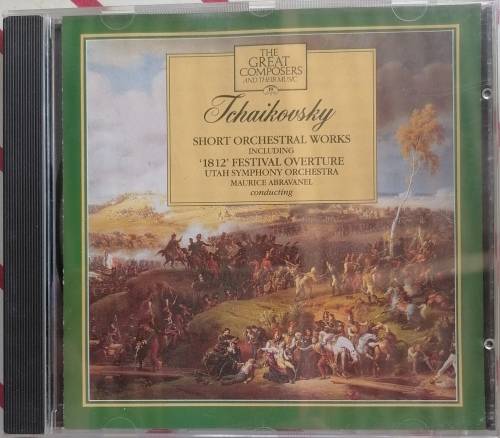 THE
GREAT
COMPOSERS
AND THEIR MUSIC
Tchaikovsky
SHORT ORCHESTRAL WORKS
INCLUDING
'1812' FESTIVAL OVERTURE
UTAH SYMPHONY ORCHESTRA
MAURICE ABRAVANEL
conducting